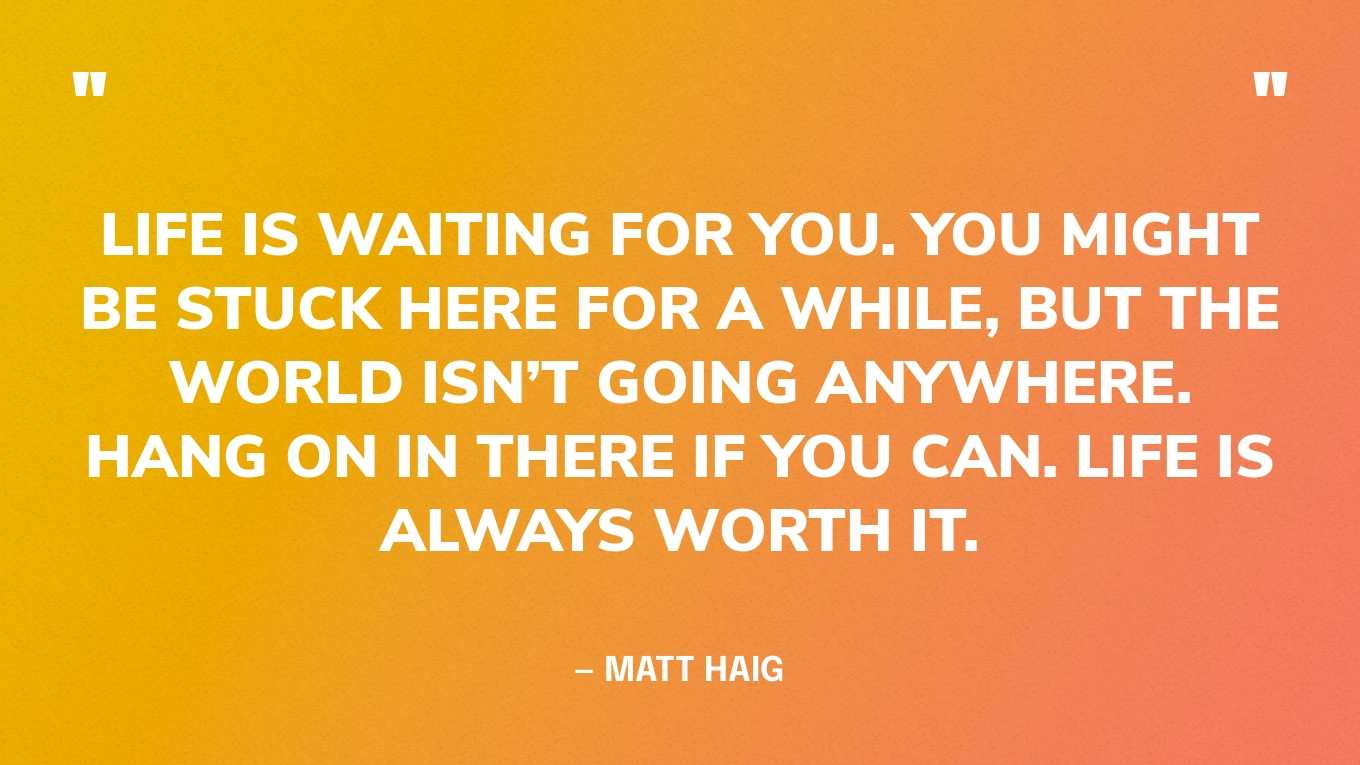 " "
LIFE IS WAITING FOR YOU. YOU MIGHT
BE STUCK HERE FOR A WHILE, BUT THE
WORLD ISN’T GOING ANYWHERE.
HANG ON IN THERE IF YOU CAN. LIFE IS
ALWAYS WORTH IT.
– MATT HAIG